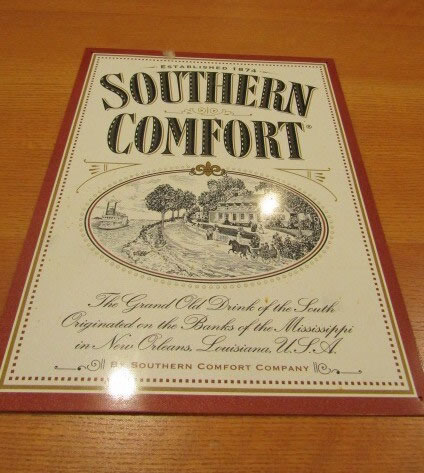 ESTABLISHED 1874
SOUTHERN
COMFORT®
The Grand Old Drink of the South
Originated on the Banks of the Mississippi
in New Orleans, Louisiana, U.S.A.
BY SOUTHERN COMFORT COMPANY